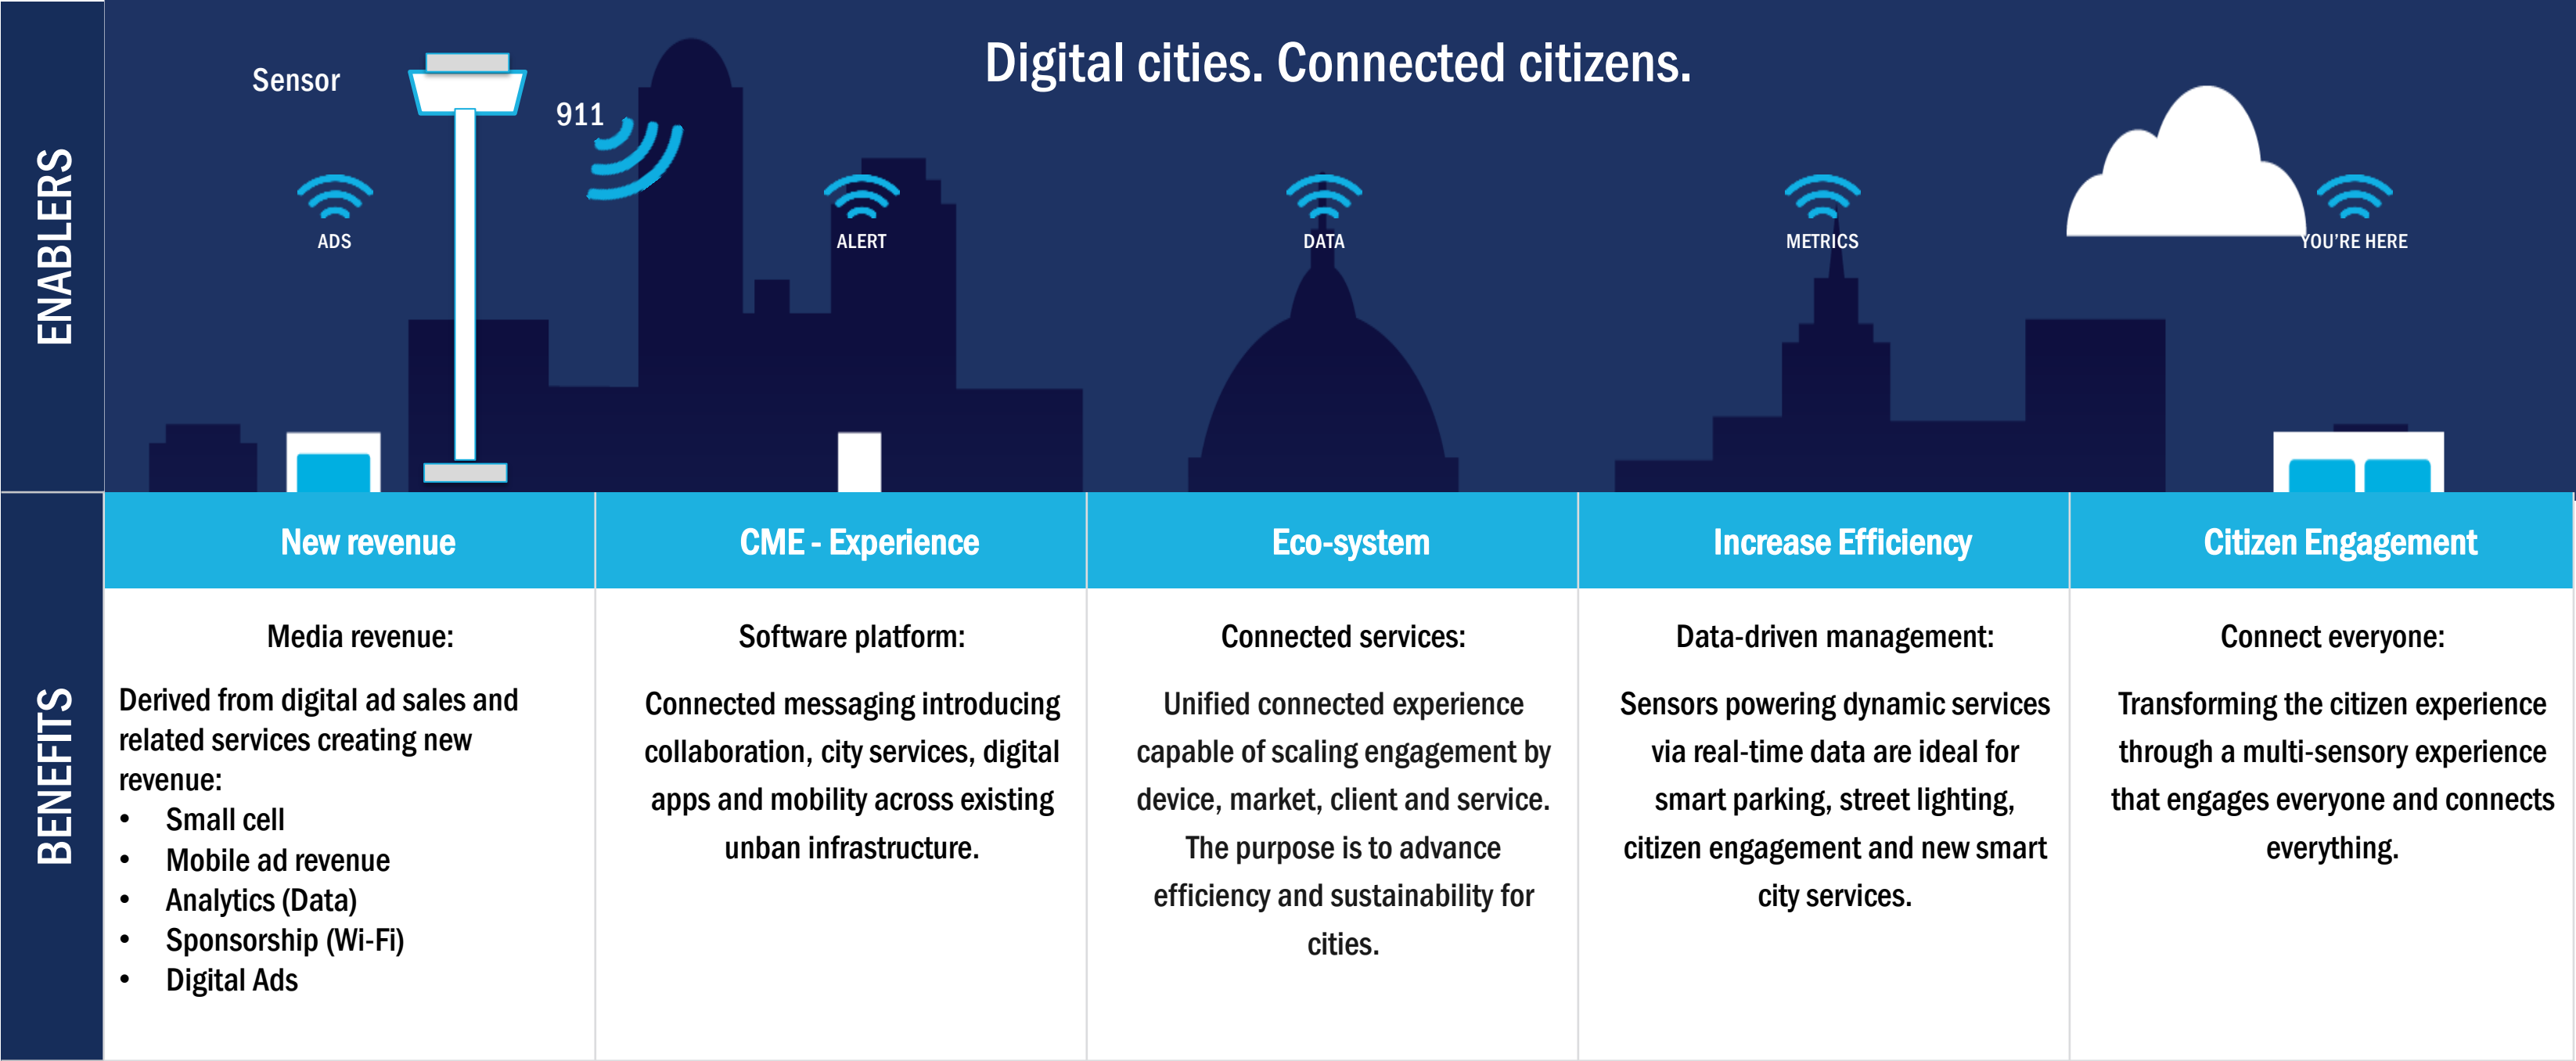 Digital cities. Connected citizens.
ENABLERS
Sensor
911
ADS
ALERT
DATA
METRICS
YOU'RE HERE
BENEFITS
New revenue
Media revenue:
Derived from digital ad sales and
related services creating new
revenue:
• Small cell
• Mobile ad revenue
• Analytics (Data)
• Sponsorship (Wi-Fi)
• Digital Ads
CME - Experience
Software platform:
Connected messaging introducing
collaboration, city services, digital
apps and mobility across existing
unban infrastructure.
Eco-system
Connected services:
Unified connected experience
capable of scaling engagement by
device, market, client and service.
The purpose is to advance
efficiency and sustainability for
cities.
Increase Efficiency
Data-driven management:
Sensors powering dynamic services
via real-time data are ideal for
smart parking, street lighting,
citizen engagement and new smart
city services.
Citizen Engagement
Connect everyone:
Transforming the citizen experience
through a multi-sensory experience
that engages everyone and connects
everything.